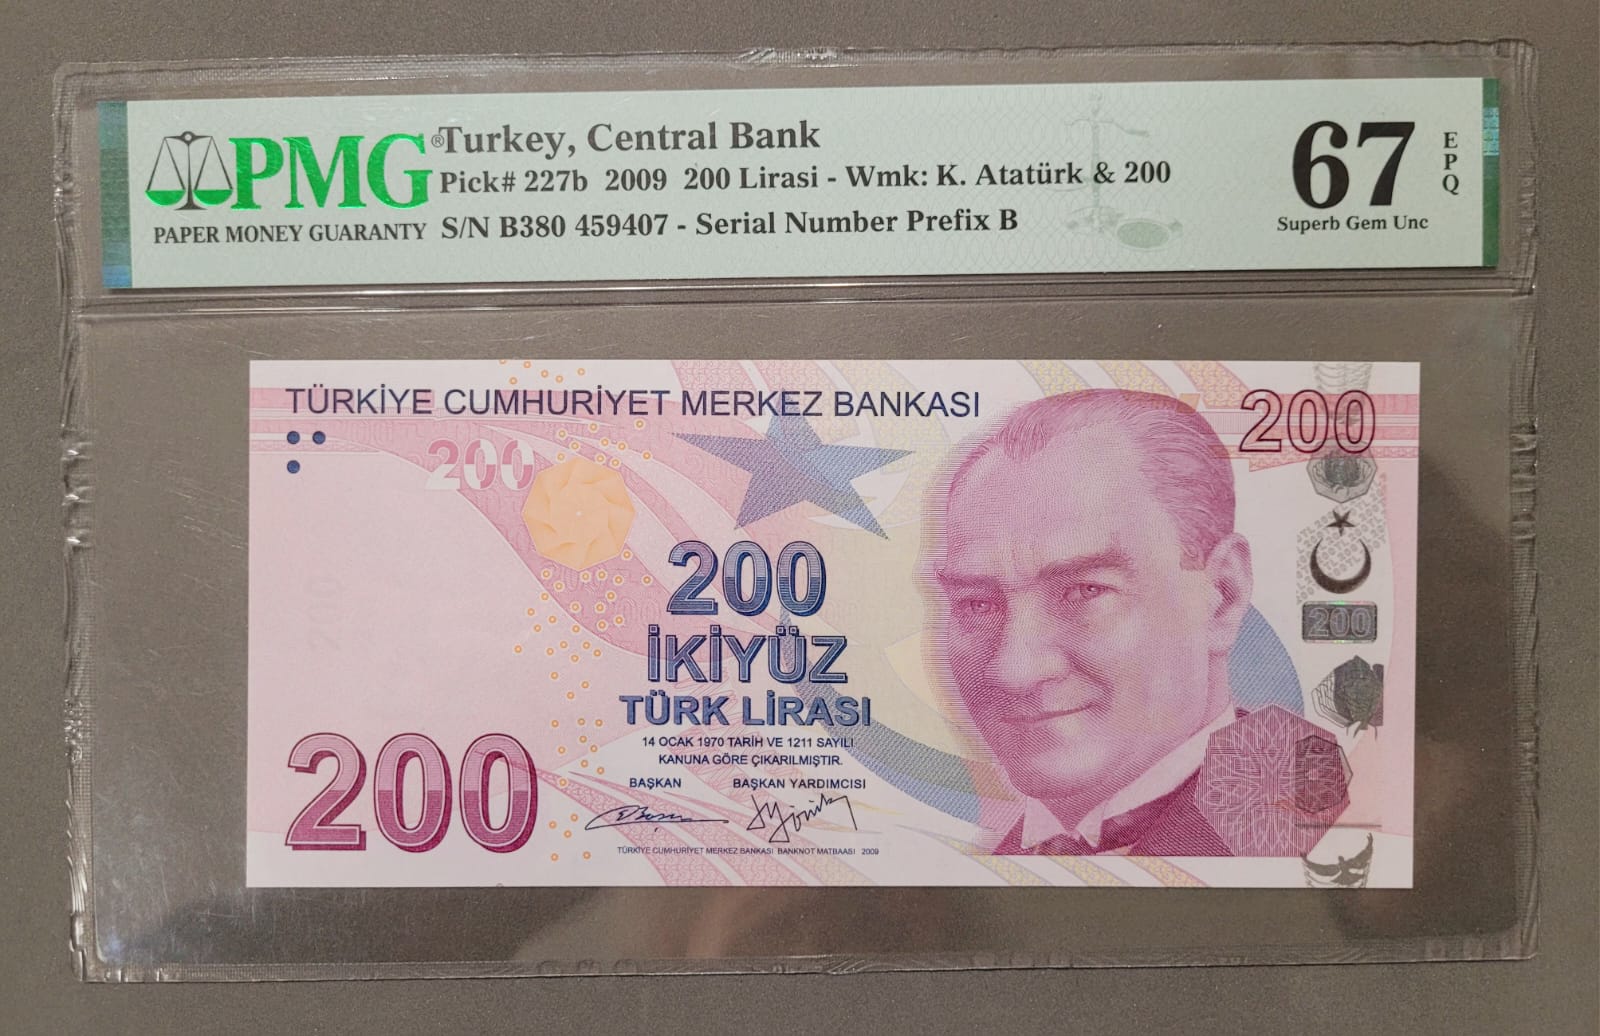 PMG®
PAPER MONEY GUARANTY
Turkey, Central Bank
Pick# 227b 2009 200 Lirasi - Wmk: K. Atatürk & 200
S/N B380 459407 - Serial Number Prefix B
67
EPQ
Superb Gem Unc
TÜRKİYE CUMHURİYET MERKEZ BANKASI
200
200
200
İKİYÜZ
TÜRK LİRASI
14 OCAK 1970 TARİH VE 1211 SAYILI
KANUNA GÖRE ÇIKARILMIŞTIR.
BAŞKAN BAŞKAN YARDIMCISI
TÜRKİYE CUMHURİYET MERKEZ BANKASI BANKNOT MATBAASI 2009
200
200